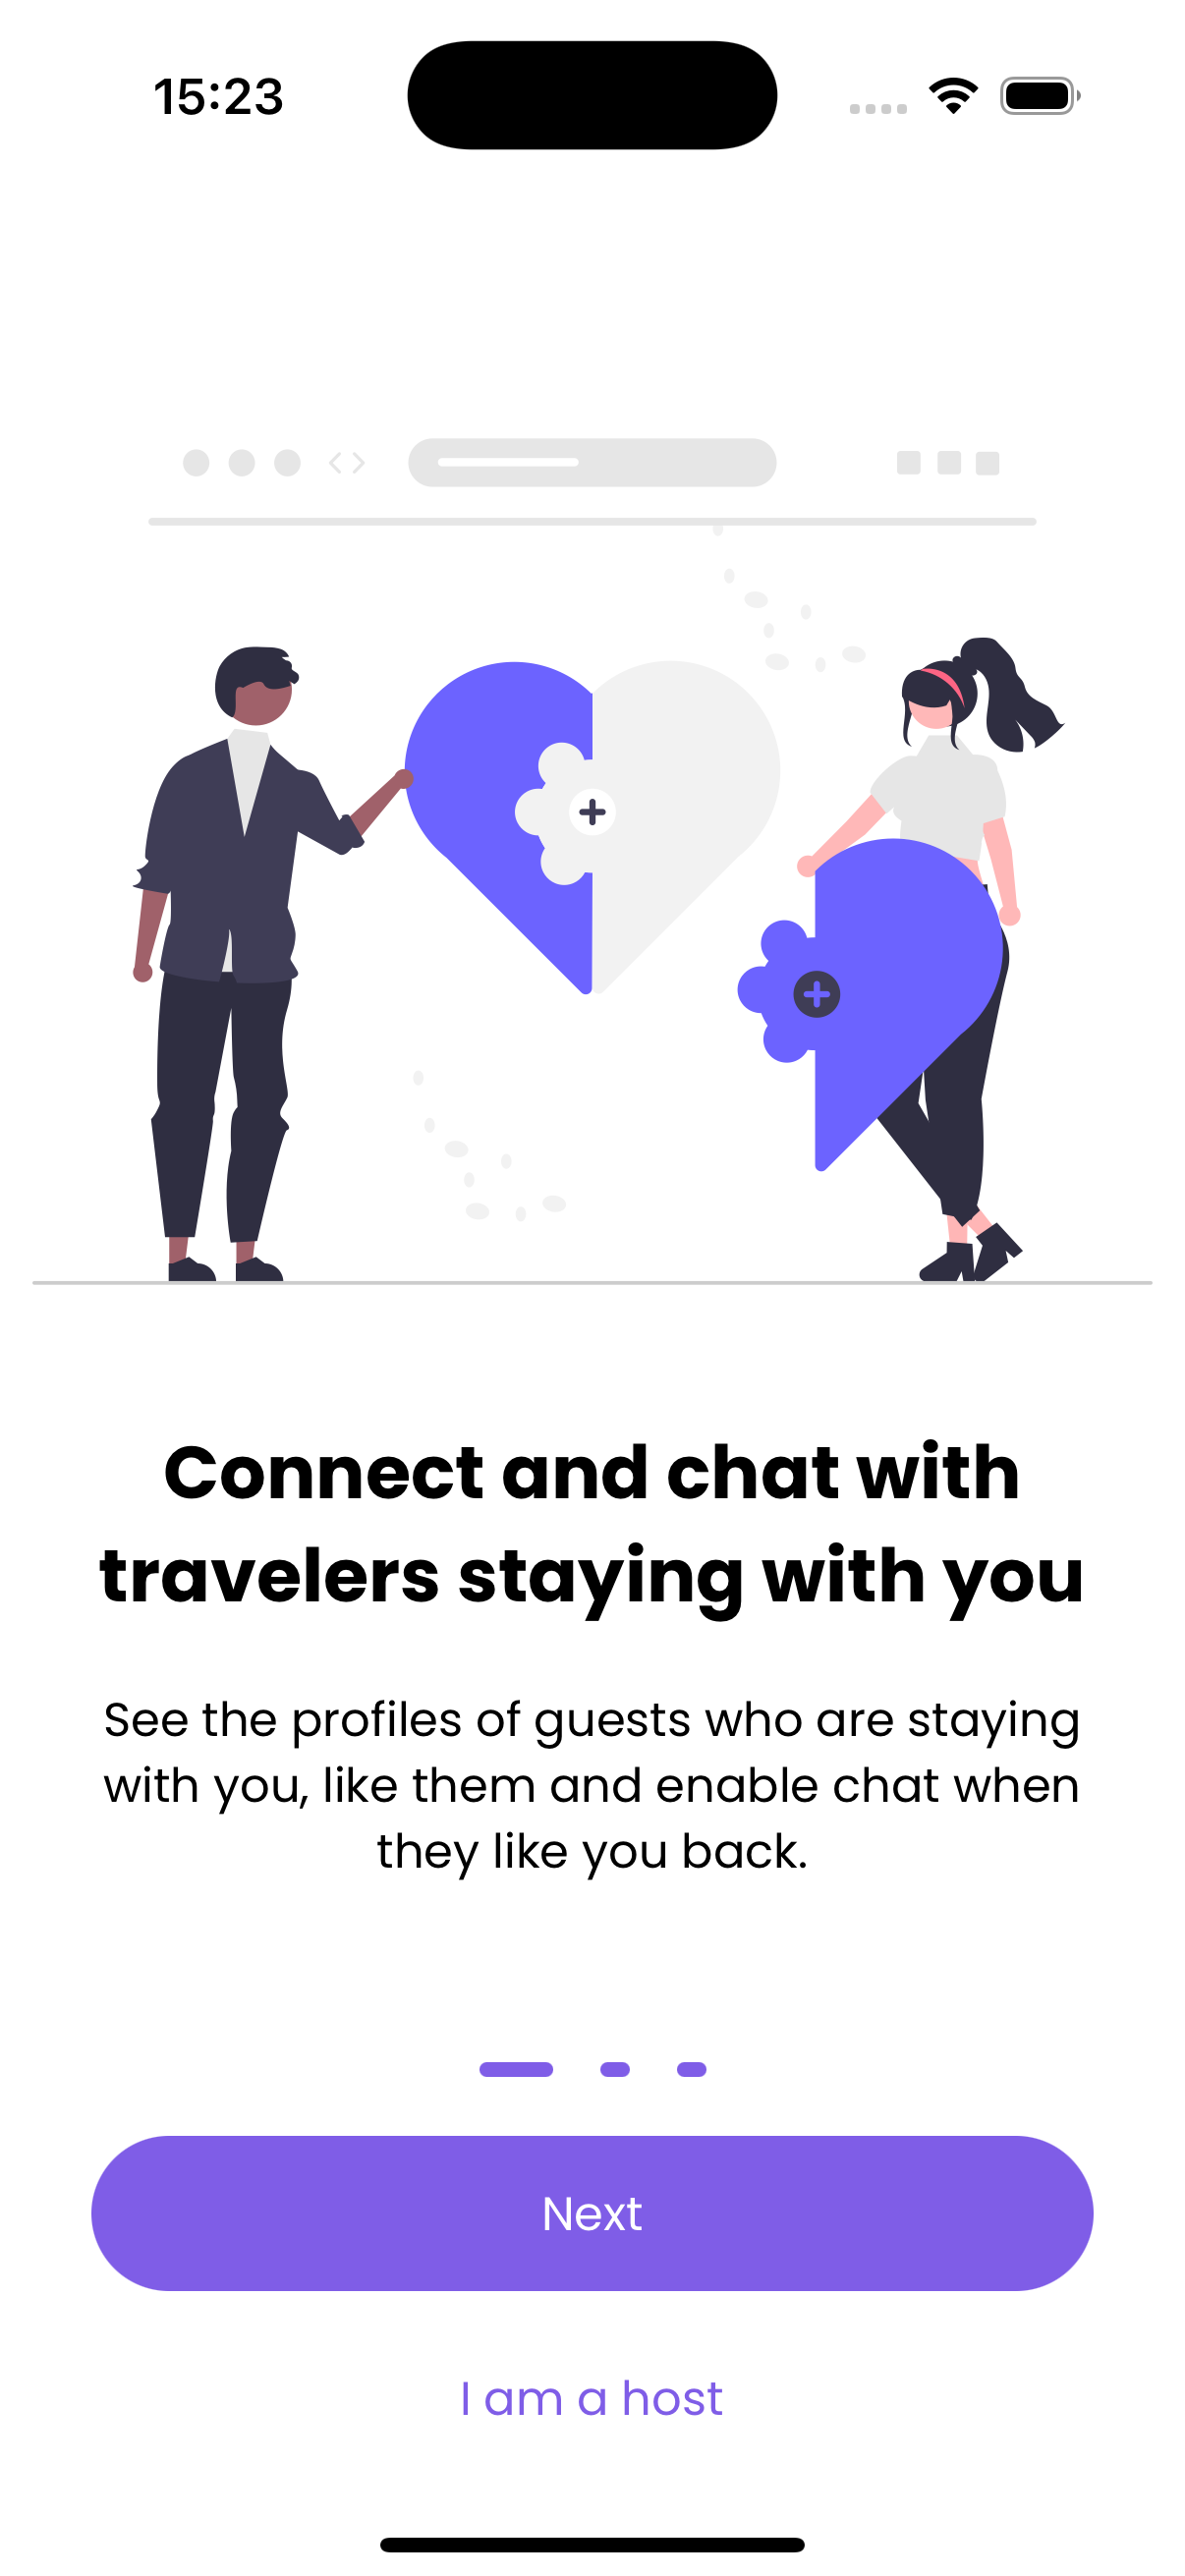 15:23
Connect and chat with
travelers staying with you
See the profiles of guests who are staying
with you, like them and enable chat when
they like you back.
Next
I am a host